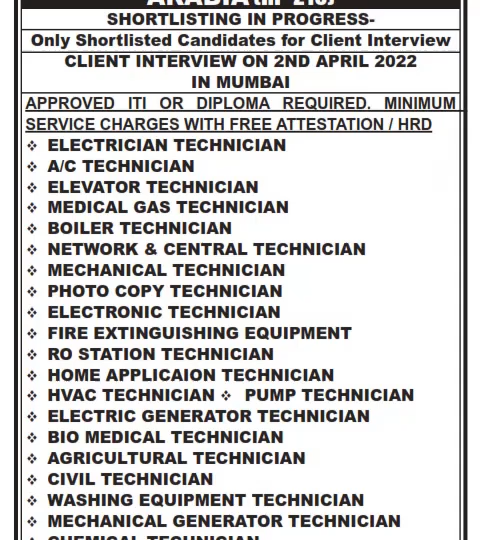 SHORTLISTING IN PROGRESS-
Only Shortlisted Candidates for Client Interview
CLIENT INTERVIEW ON 2ND APRIL 2022
IN MUMBAI
APPROVED ITI OR DIPLOMA REQUIRED. MINIMUM
SERVICE CHARGES WITH FREE ATTESTATION / HRD
❖ ELECTRICIAN TECHNICIAN
❖ A/C TECHNICIAN
❖ ELEVATOR TECHNICIAN
❖ MEDICAL GAS TECHNICIAN
❖ BOILER TECHNICIAN
❖ NETWORK & CENTRAL TECHNICIAN
❖ MECHANICAL TECHNICIAN
❖ PHOTO COPY TECHNICIAN
❖ ELECTRONIC TECHNICIAN
❖ FIRE EXTINGUISHING EQUIPMENT
❖ RO STATION TECHNICIAN
❖ HOME APPLICAION TECHNICIAN
❖ HVAC TECHNICIAN ❖ PUMP TECHNICIAN
❖ ELECTRIC GENERATOR TECHNICIAN
❖ BIO MEDICAL TECHNICIAN
❖ AGRICULTURAL TECHNICIAN
❖ CIVIL TECHNICIAN
❖ WASHING EQUIPMENT TECHNICIAN
❖ MECHANICAL GENERATOR TECHNICIAN
❖ CHEMICAL TECHNICIAN